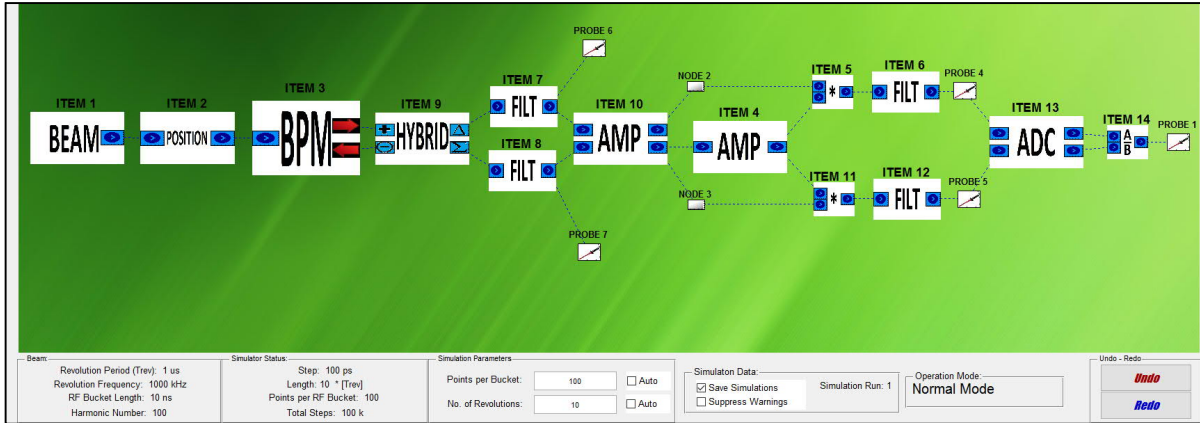 PROBE 6
ITEM 5
ITEM 6
PROBE 4
NODE 2
ITEM 7
ITEM 3
ITEM 1
ITEM 2
ITEM 9
ITEM 10
ITEM 4
ITEM 13
ITEM 14
PROBE 1
BEAM
POSITION
BPM
HYBRID
FILT
AMP
AMP
*
FILT
ADC
A
B
ITEM 8
FILT
NODE 3
ITEM 11
*
ITEM 12
FILT
PROBE 5
PROBE 7
Beam:
Revolution Period (Trev): 1 us
Revolution Frequency: 1000 kHz
RF Bucket Length: 10 ns
Harmonic Number: 100
Simulator Status:
Step: 100 ps
Length: 10 * [Trev]
Points per RF Bucket: 100
Total Steps: 100 k
Simulation Parameters
Points per Bucket: 100 Auto
No. of Revolutions: 10 Auto
Simulaton Data:
Save Simulations
Suppress Warnings
Simulation Run: 1
Operation Mode:
Normal Mode
Undo - Redo
Undo
Redo